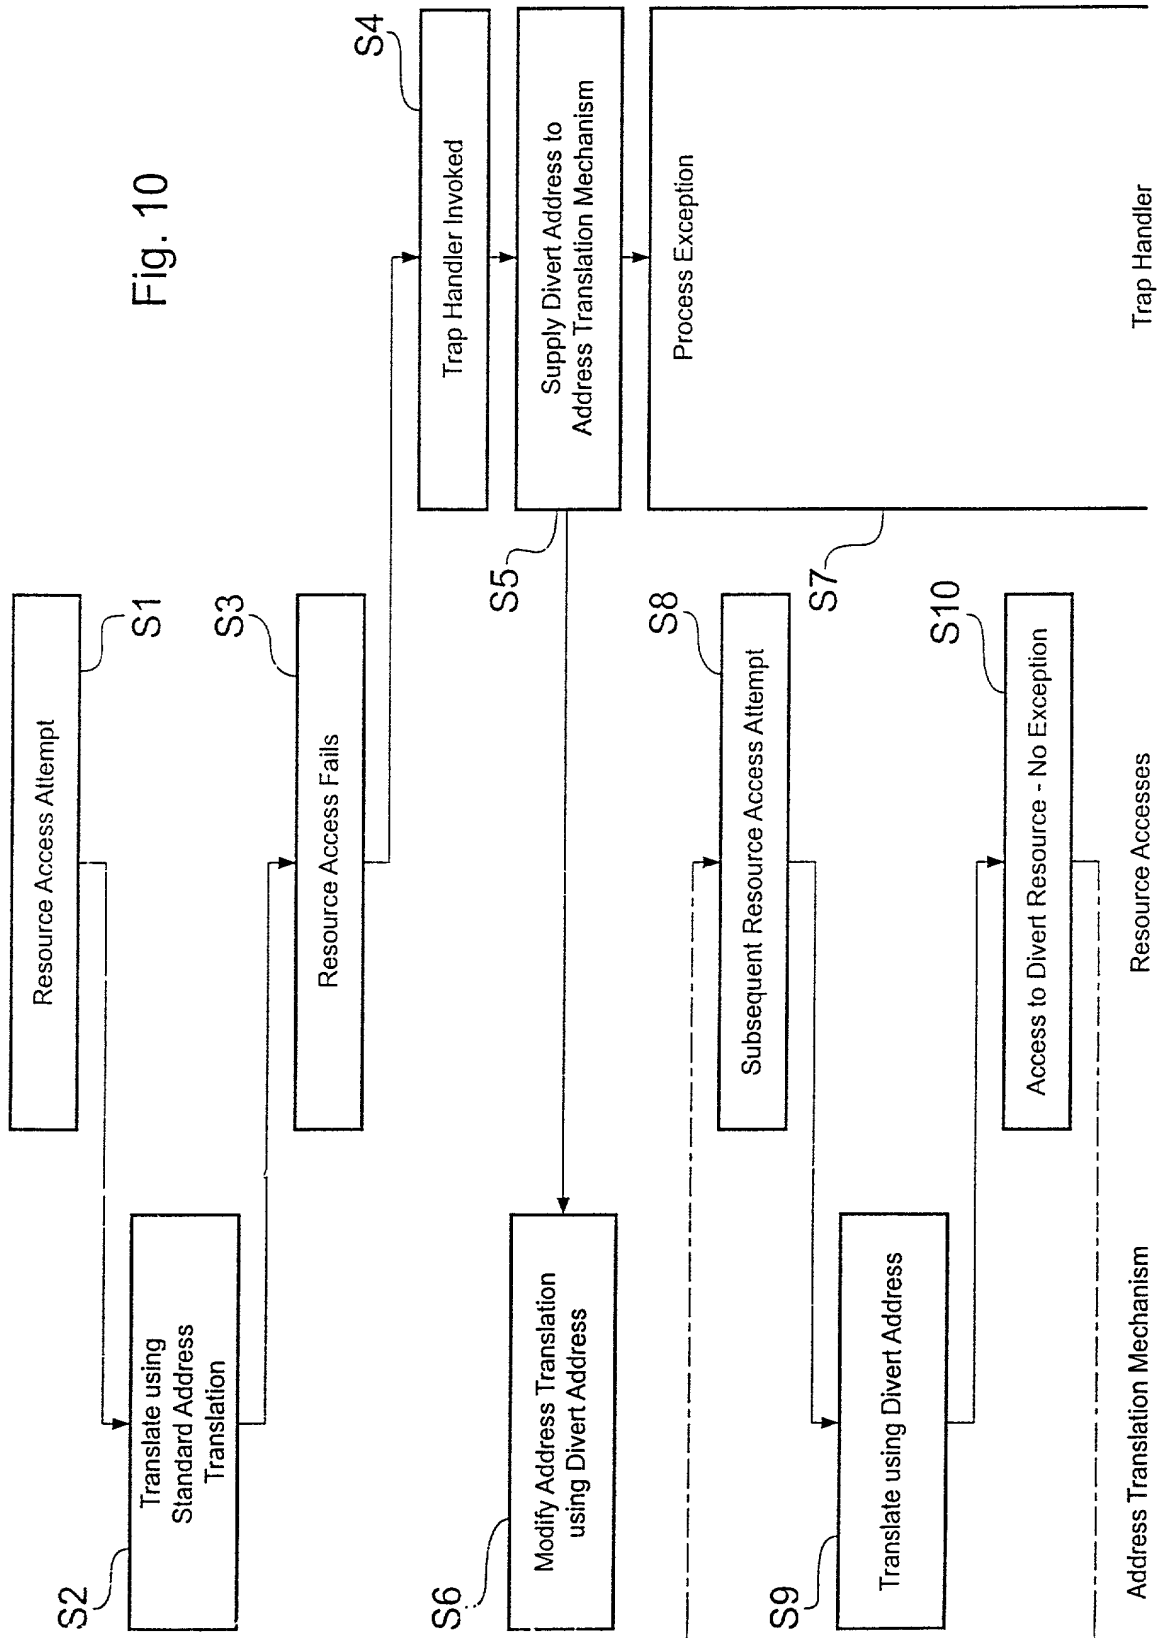 Fig. 10
Resource Access Attempt
S1
Translate using
Standard Address
Translation
S2
Resource Access Fails
S3
Trap Handler Invoked
S4
Supply Divert Address to
Address Translation Mechanism
S5
Modify Address Translation
using Divert Address
S6
Process Exception
S7
Subsequent Resource Access Attempt
S8
Translate using Divert Address
S9
Access to Divert Resource - No Exception
S10
Address Translation Mechanism
Resource Accesses
Trap Handler